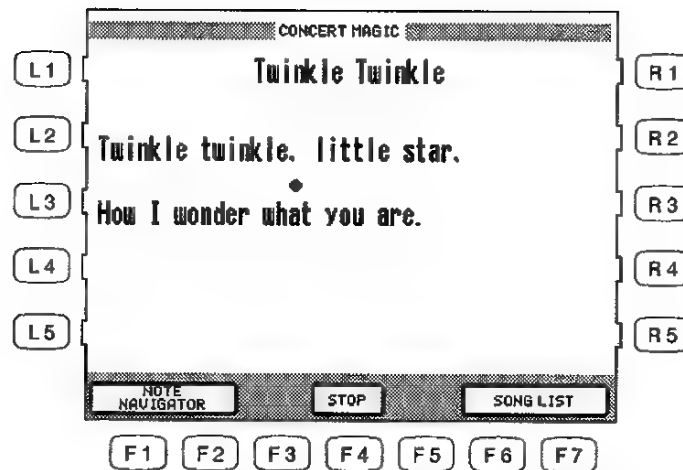 CONCERT MAGIC
L1 Twinkle Twinkle R1
L2 Twinkle twinkle, little star, R2
L3 How I wonder what you are. R3
L4 R4
L5 R5
NOTE NAVIGATOR STOP SONG LIST
F1 F2 F3 F4 F5 F6 F7